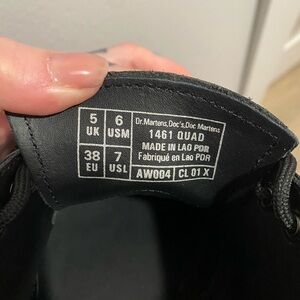 5 UK 6 USM
38 EU 7 USL
Dr.Martens,Doc's,Doc Martens
1461 QUAD
MADE IN LAO PDR
Fabriqué en Lao PDR
AW004 CL 01 X